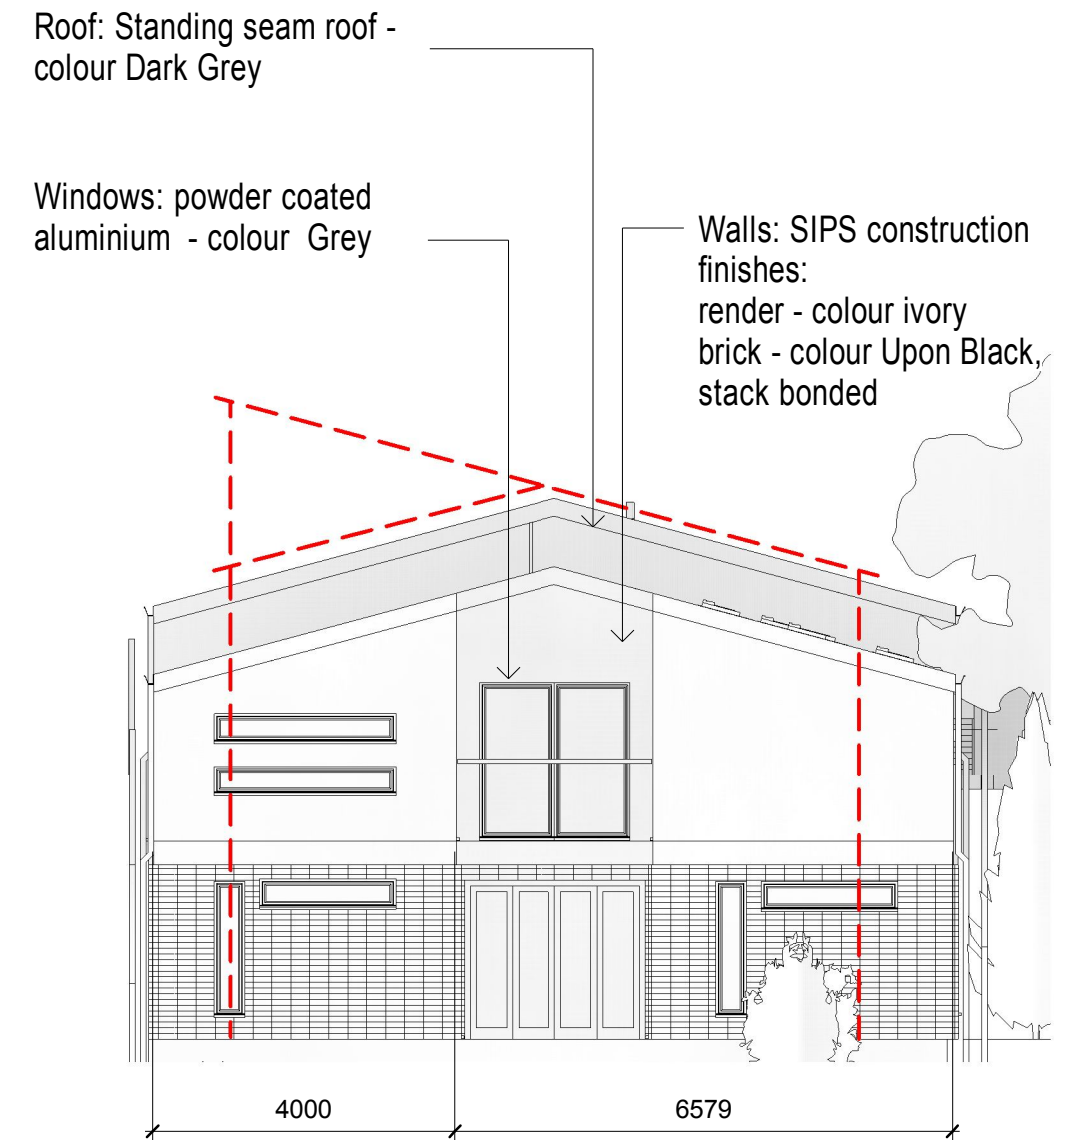 Roof: Standing seam roof -
colour Dark Grey
Windows: powder coated
aluminium - colour Grey
Walls: SIPS construction
finishes:
render - colour ivory
brick - colour Upon Black,
stack bonded
4000
6579